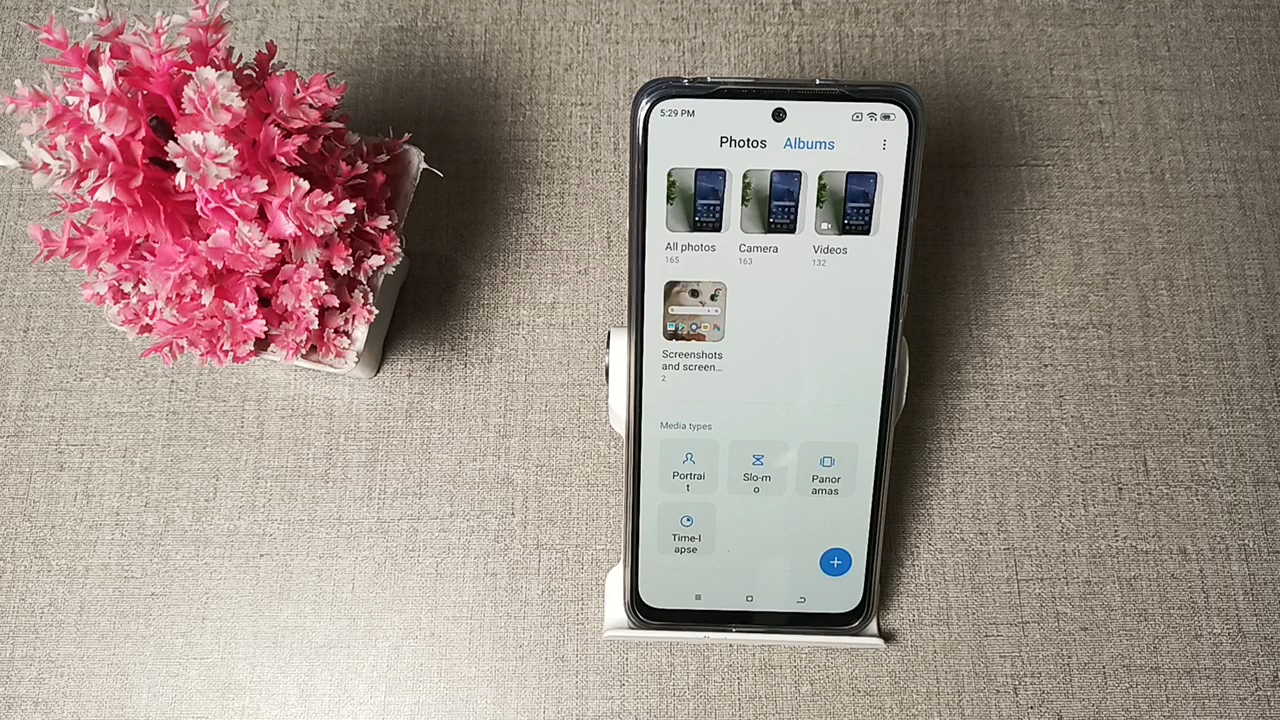 5:29 PM
Photos Albums
All photos
165
Camera
163
Videos
132
Screenshots
and screen...
2
Media types
Portrai
t
Slo-m
o
Panor
amas
Time-l
apse